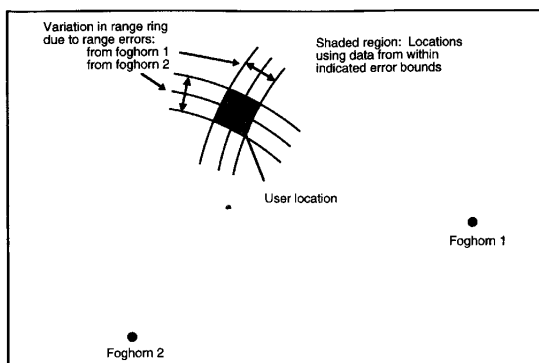 Variation in range ring
due to range errors:
from foghorn 1
from foghorn 2
Shaded region: Locations
using data from within
indicated error bounds
User location
Foghorn 1
Foghorn 2